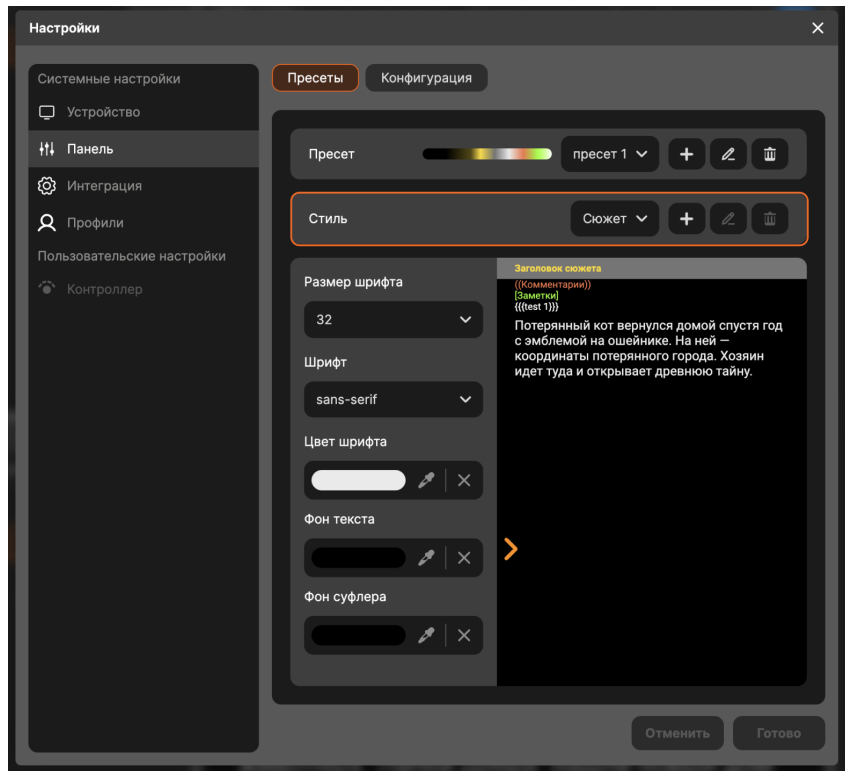 Настройки
Системные настройки
Устройство
Панель
Интеграция
Профили
Пользовательские настройки
Контроллер
Пресеты
Конфигурация
Пресет
пресет 1
Стиль
Сюжет
Размер шрифта
32
Шрифт
sans-serif
Цвет шрифта
Фон текста
Фон суфлера
Заголовок сюжета
((Комментарии))
[Заметки]
{{{test 1}}}
Потерянный кот вернулся домой спустя год
с эмблемой на ошейнике. На ней —
координаты потерянного города. Хозяин
идет туда и открывает древнюю тайну.
Отменить
Готово